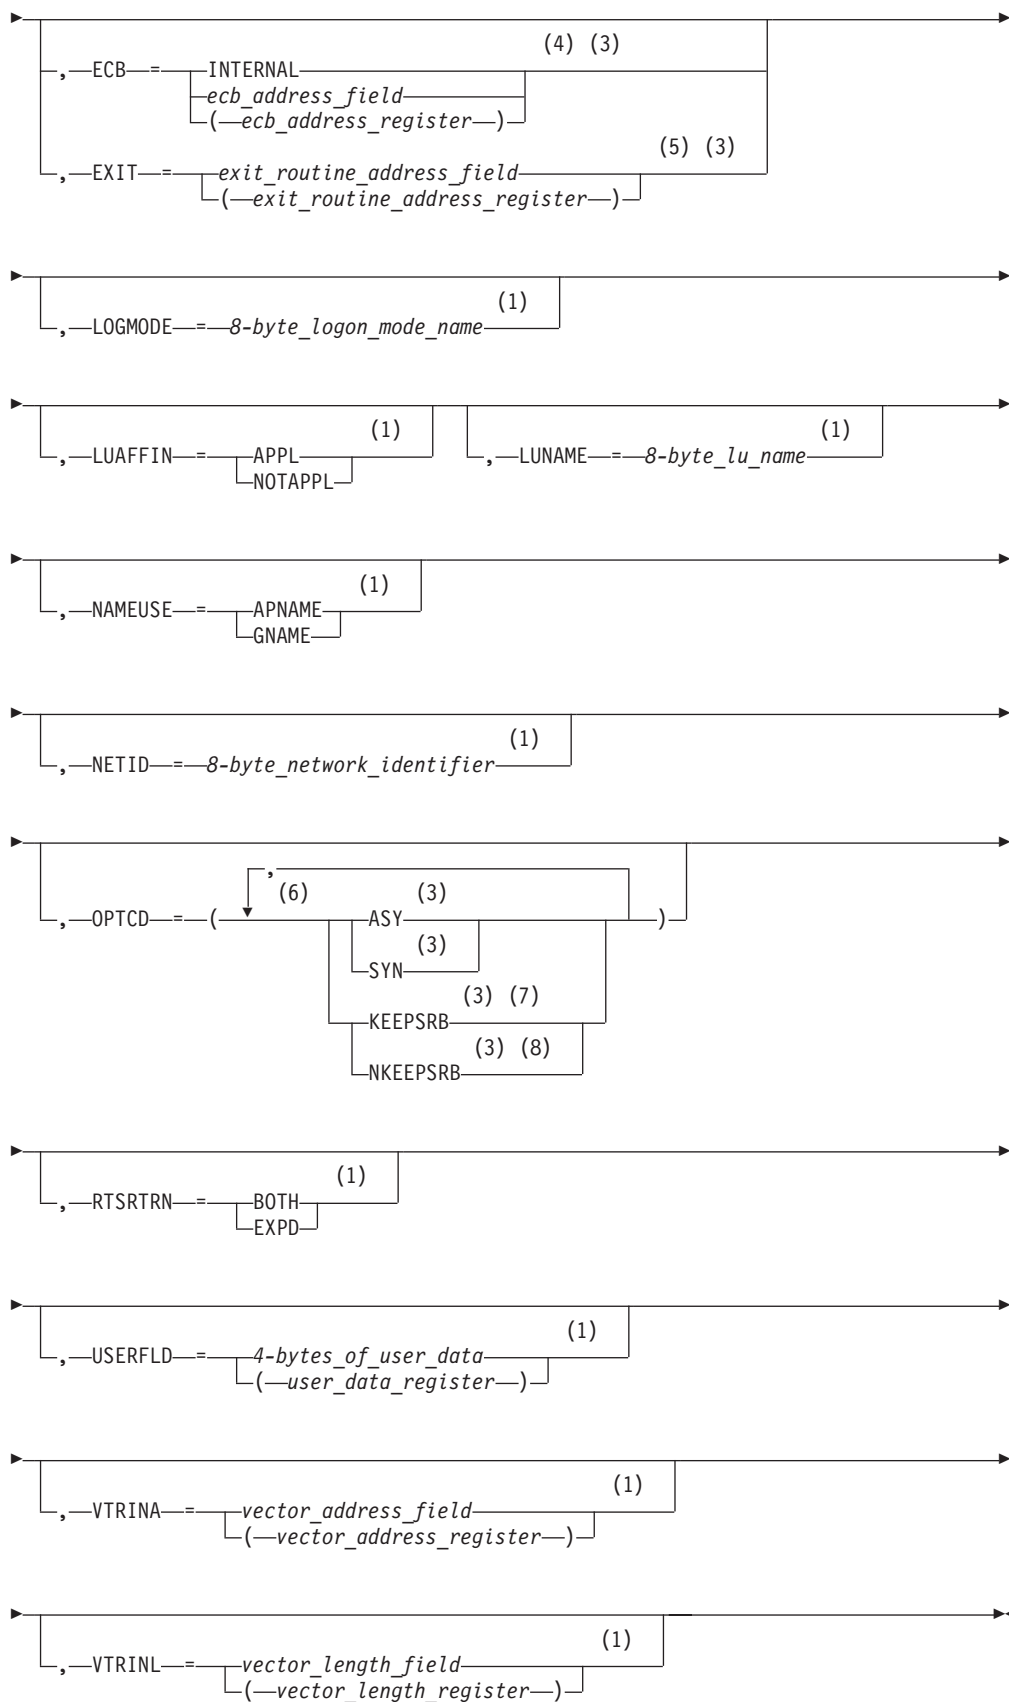 (4) (3)
,—ECB—=—INTERNAL
ecb_address_field
(—ecb_address_register—)
(5) (3)
,—EXIT—=—exit_routine_address_field
(—exit_routine_address_register—)
(1)
,—LOGMODE—=—8-byte_logon_mode_name
(1) (1)
,—LUAFFIN—=—APPL ,—LUNAME—=—8-byte_lu_name
NOTAPPL
(1)
,—NAMEUSE—=—APNAME
GNAME
(1)
,—NETID—=—8-byte_network_identifier
,
(6) (3)
,—OPTCD—=—(—ASY—)
(3)
SYN
(3) (7)
KEEPSRB
(3) (8)
NKEEPSRB
(1)
,—RTSRTRN—=—BOTH
EXPD
(1)
,—USERFLD—=—4-bytes_of_user_data
(—user_data_register—)
(1)
,—VTRINA—=—vector_address_field
(—vector_address_register—)
(1)
,—VTRINL—=—vector_length_field
(—vector_length_register—)